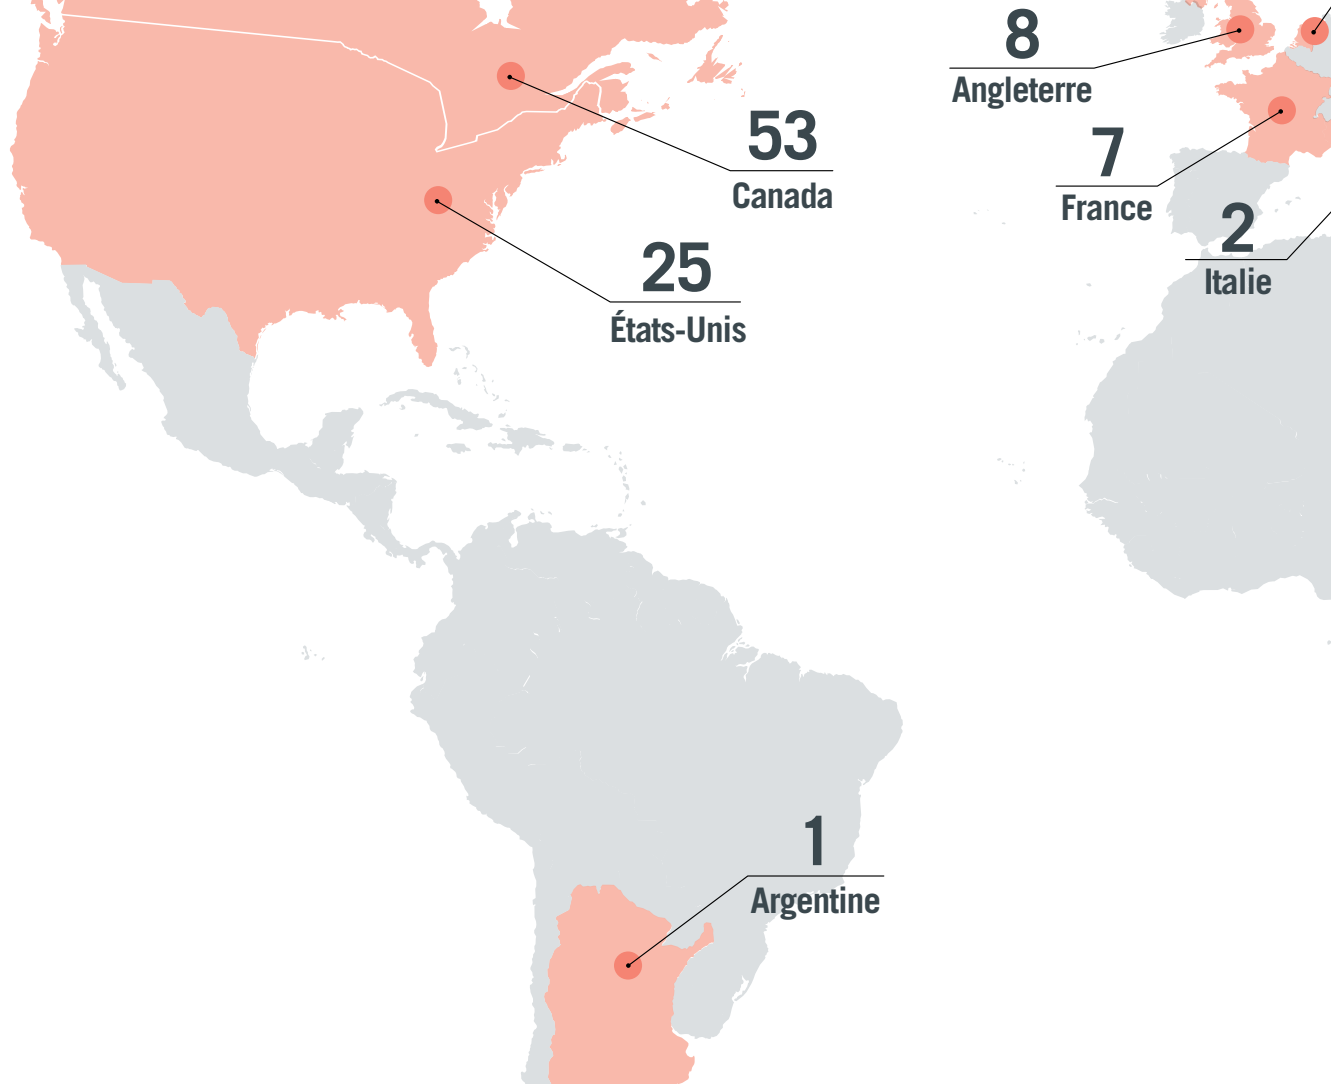 8
Angleterre
53
Canada
7
France
2
Italie
25
États-Unis
1
Argentine